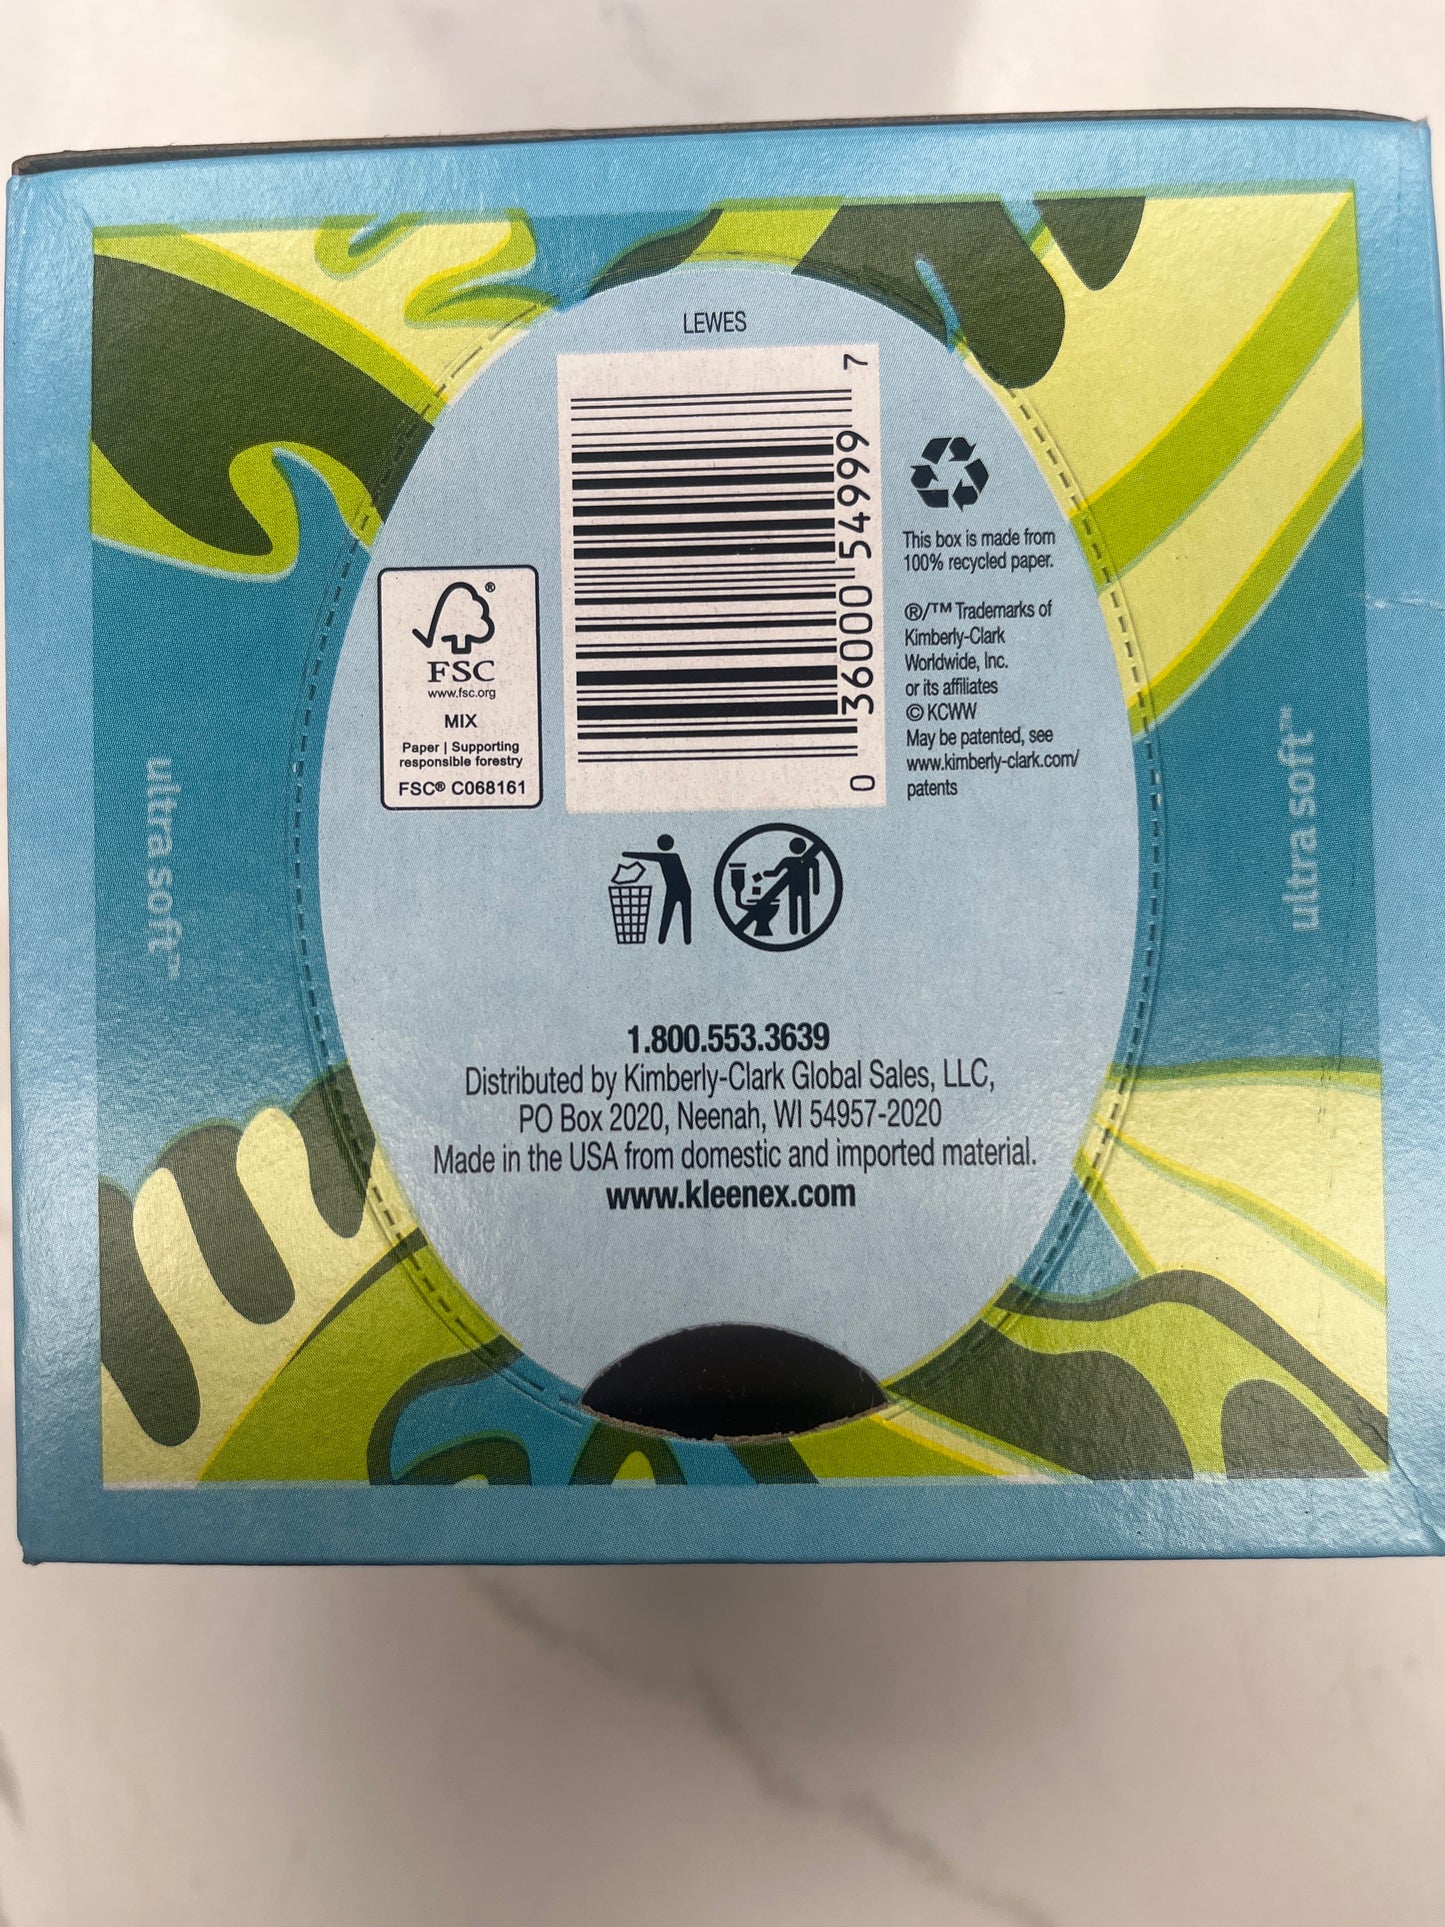 LEWES
0 36000 54999 7
This box is made from
100% recycled paper.
®/™ Trademarks of
Kimberly-Clark
Worldwide, Inc.
or its affiliates
© KCWW
May be patented, see
www.kimberly-clark.com/
patents
®
FSC
www.fsc.org
MIX
Paper | Supporting
responsible forestry
FSC® C068161
ultra soft™
ultra soft™
1.800.553.3639
Distributed by Kimberly-Clark Global Sales, LLC,
PO Box 2020, Neenah, WI 54957-2020
Made in the USA from domestic and imported material.
www.kleenex.com